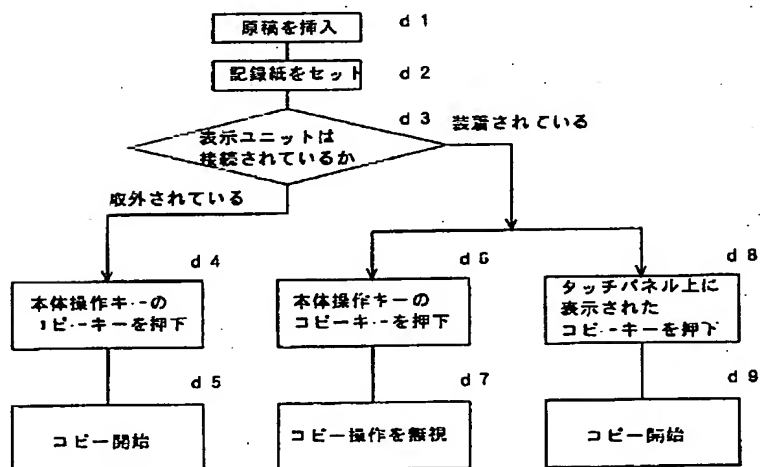 原稿を挿入
d 1
記録紙をセット
d 2
d 3
表示ユニットは
接続されているか
装着されている
取外されている
d 4
本体操作キーの
コピーキーを押下
d 5
コピー開始
d 6
本体操作キーの
コピーキーを押下
d 7
コピー操作を無視
d 8
タッチパネル上に
表示された
コピーキーを押下
d 9
コピー開始